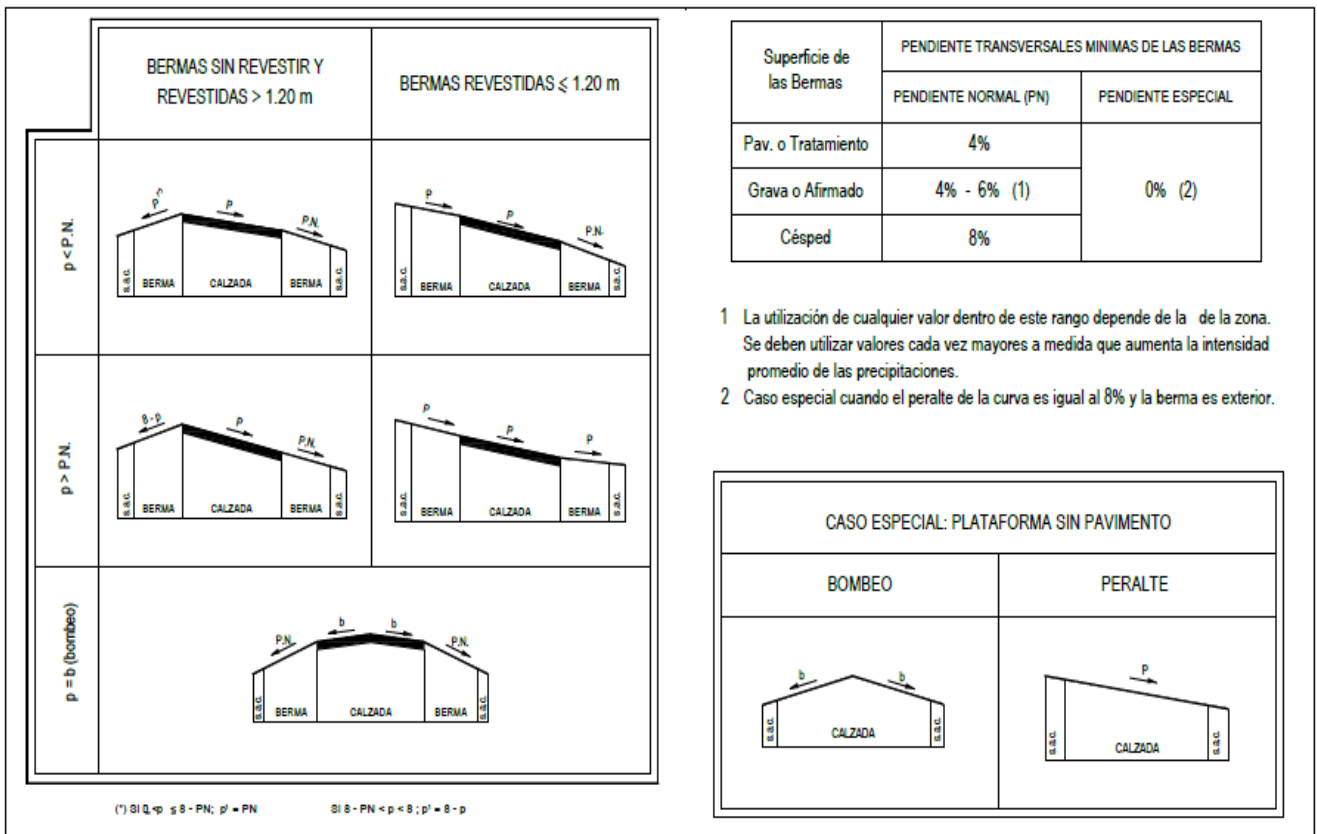 BERMAS SIN REVESTIR Y
REVESTIDAS > 1.20 m
BERMAS REVESTIDAS ⩽ 1.20 m
p < P.N.
P
P
P.N.
s.a.c.
BERMA
CALZADA
BERMA
s.a.c.
P
P
P.N.
s.a.c.
BERMA
CALZADA
BERMA
s.a.c.
p > P.N.
8 - p
P
P.N.
s.a.c.
BERMA
CALZADA
BERMA
s.a.c.
P
P
P
s.a.c.
BERMA
CALZADA
BERMA
s.a.c.
p = b (bombeo)
P.N.
b
b
P.N.
s.a.c.
BERMA
CALZADA
BERMA
s.a.c.
≤ 8 - PN; p' = PN
SI 8 - PN < p < 8 ; p' = 8 - p
Superficie de
las Bermas
PENDIENTE TRANSVERSALES MINIMAS DE LAS BERMAS
PENDIENTE NORMAL (PN)
PENDIENTE ESPECIAL
Pav. o Tratamiento
4%
Grava o Afirmado
4% - 6% (1)
0% (2)
Césped
8%
1 La utilización de cualquier valor dentro de este rango depende de la de la zona.
Se deben utilizar valores cada vez mayores a medida que aumenta la intensidad
promedio de las precipitaciones.
2 Caso especial cuando el peralte de la curva es igual al 8% y la berma es exterior.
CASO ESPECIAL: PLATAFORMA SIN PAVIMENTO
BOMBEO
PERALTE
b
b
s.a.c.
CALZADA
s.a.c.
P
s.a.c.
CALZADA
s.a.c.